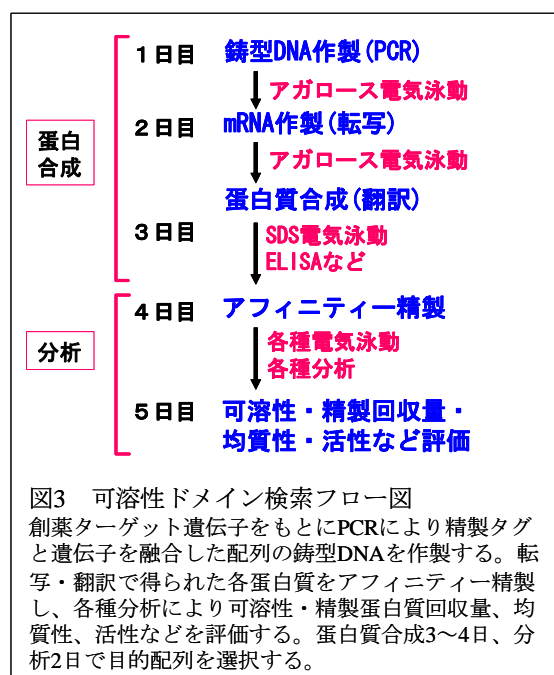 1日目 鋳型DNA作製(PCR)
アガロース電気泳動
2日目 mRNA作製(転写)
蛋白
合成
アガロース電気泳動
蛋白質合成(翻訳)
3日目 SDS電気泳動
ELISAなど
4日目 アフィニティー精製
分析
各種電気泳動
各種分析
5日目 可溶性・精製回収量・
均質性・活性など評価
図3 可溶性ドメイン検索フロー図
創薬ターゲット遺伝子をもとにPCRにより精製タグ
と遺伝子を融合した配列の鋳型DNAを作製する。転
写・翻訳で得られた各蛋白質をアフィニティー精製
し、各種分析により可溶性・精製蛋白質回収量、均
質性、活性などを評価する。蛋白質合成3～4日、分
析2日で目的配列を選択する。